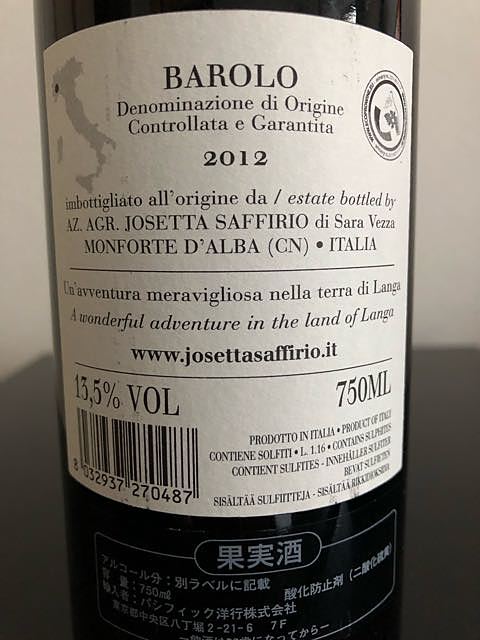 BAROLO
Denominazione di Origine
Controllata e Garantita
2012
imbottigliato all'origine da / estate bottled by
AZ. AGR. JOSETTA SAFFIRIO di Sara Vezza
MONFORTE D'ALBA (CN) • ITALIA
Un'avventura meravigliosa nella terra di Langa
A wonderful adventure in the land of Langa
www.josettasaffirio.it
13,5% VOL
750ML
PRODOTTO IN ITALIA • PRODUCT OF ITALY
CONTIENE SOLFITI • L. 1.16 • CONTAINS SULPHITES
CONTIENT SULFITES - INNEHÅLLER SULFITER
BEVAT SULFIETEN
SISÄLTÄÄ SULFIITTEJA - SISÄLTÄÄ RIKKIDIOKSIDIA
8 032937 270487
果実酒
アルコール分：別ラベルに記載
容量：750㎖ 酸化防止剤（二酸化硫黄）
輸入者：パシフィック洋行株式会社
東京都中央区八丁堀2-21-6 7F